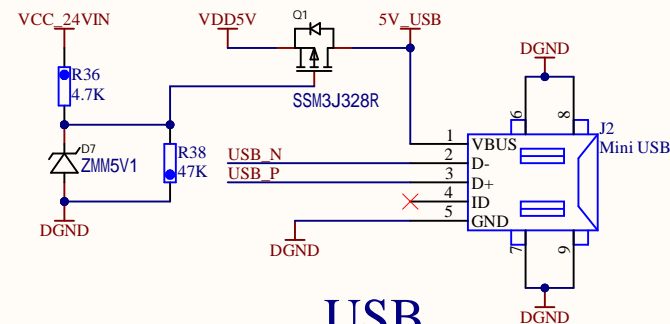 VCC_24VIN
VDD5V
Q1
5V_USB
DGND
R36
4.7K
SSM3J328R
6
8
J2
Mini USB
D7
ZMM5V1
R38
47K
USB_N
USB_P
1
VBUS
2
D-
3
D+
4
ID
5
GND
DGND
DGND
7
9
USB
DGND